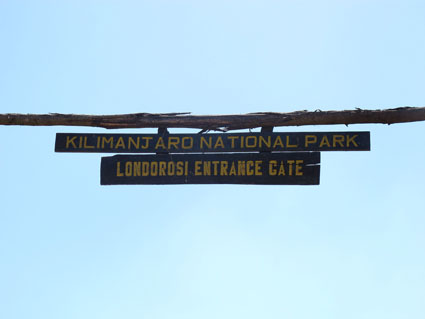 KILIMANJARO NATIONAL PARK
LONDOROSI ENTRANCE GATE